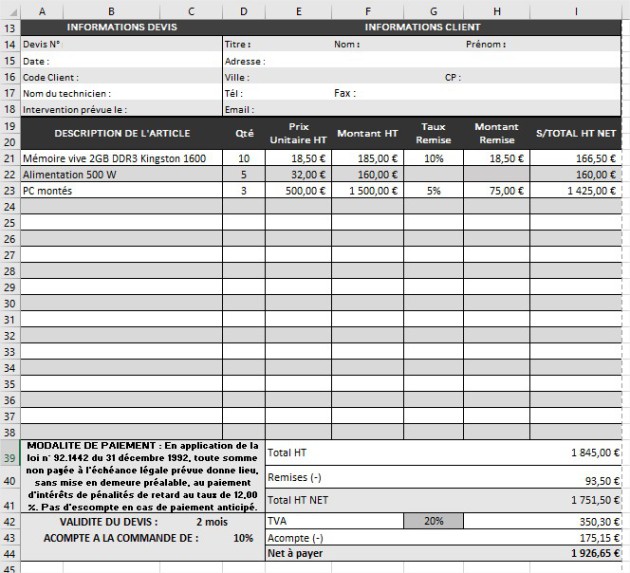 A B C D E F G H I
13 INFORMATIONS DEVIS INFORMATIONS CLIENT
14 Devis N° Titre : Nom : Prénom :
15 Date : Adresse :
16 Code Client : Ville : CP :
17 Nom du technicien : Tél : Fax :
18 Intervention prévue le : Email :
19 DESCRIPTION DE L'ARTICLE Qté Prix Montant HT Taux Montant S/TOTAL HT NET
20 Unitaire HT Remise Remise
21 Mémoire vive 2GB DDR3 Kingston 1600 10 18,50 € 185,00 € 10% 18,50 € 166,50 €
22 Alimentation 500 W 5 32,00 € 160,00 € 160,00 €
23 PC montés 3 500,00 € 1 500,00 € 5% 75,00 € 1 425,00 €
24
25
26
27
28
29
30
31
32
33
34
35
36
37
38
MODALITE DE PAIEMENT : En application de la
39 loi n° 92.1442 du 31 décembre 1992, toute somme Total HT 1 845,00 €
non payée à l'échéance légale prévue donne lieu,
40 sans mise en demeure préalable, au paiement Remises (-) 93,50 €
d'intérêts de pénalités de retard au taux de 12,00 Total HT NET 1 751,50 €
41 %. Pas d'escompte en cas de paiement anticipé.
42 VALIDITE DU DEVIS : 2 mois TVA 20% 350,30 €
43 ACOMPTE A LA COMMANDE DE : 10% Acompte (-) 175,15 €
44 Net à payer 1 926,65 €
45